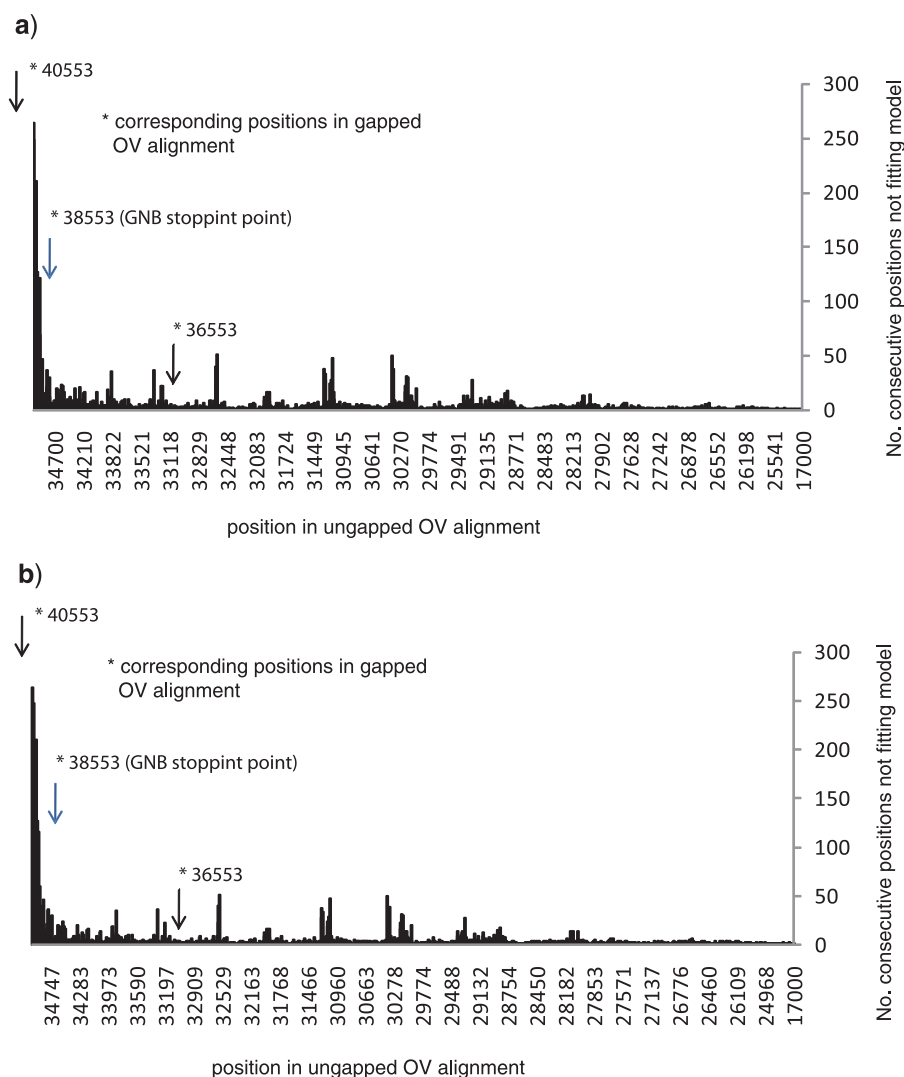 a)
* 40553
* corresponding positions in gapped
OV alignment
* 38553 (GNB stoppint point)
* 36553
300
250
200
150
100
50
0
No. consecutive positions not fitting model
34700 34210 33822 33521 33118 32829 32448 32083 31724 31449 30945 30641 30270 29774 29491 29135 28771 28483 28213 27902 27628 27242 26878 26552 26198 25541 17000
position in ungapped OV alignment
b)
* 40553
* corresponding positions in gapped
OV alignment
* 38553 (GNB stoppint point)
* 36553
300
250
200
150
100
50
0
No. consecutive positions not fitting model
34747 34283 33973 33590 33197 32909 32529 32163 31768 31466 30960 30663 30278 29774 29488 29132 28754 28450 28182 27853 27571 27137 26776 26460 26109 24968 17000
position in ungapped OV alignment